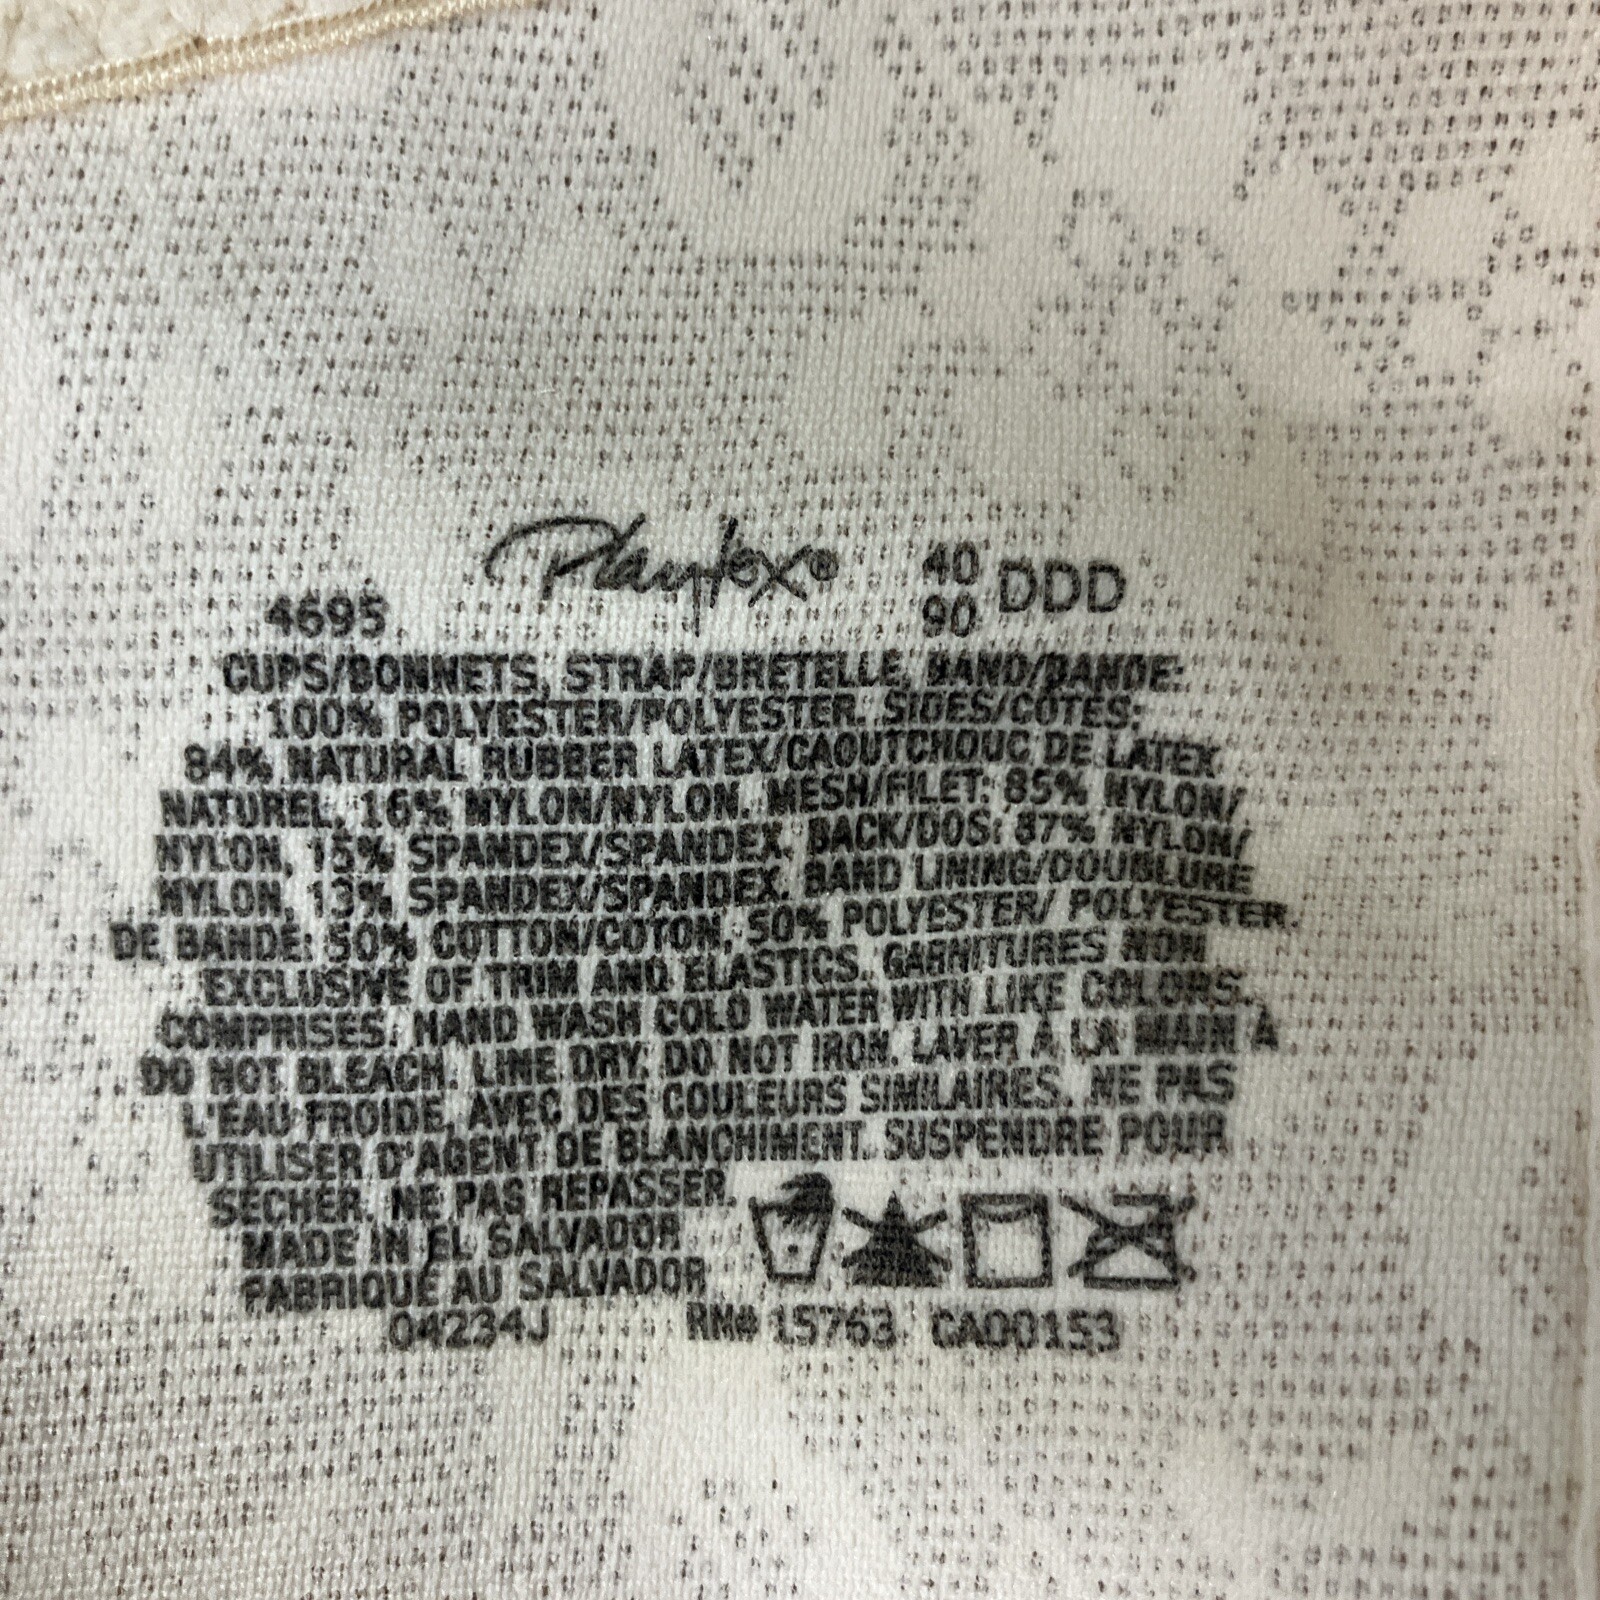 Playtex® 40 DDD
4695 90
CUPS/BONNETS, STRAP/BRETELLE, BAND/BANDE:
100% POLYESTER/POLYESTER. SIDES/COTES:
84% NATURAL RUBBER LATEX/CAOUTCHOUC DE LATEX
NATUREL, 16% NYLON/NYLON. MESH/FILET: 85% NYLON/
NYLON, 15% SPANDEX/SPANDEX. BACK/DOS: 87% NYLON/
NYLON, 13% SPANDEX/SPANDEX. BAND LINING/DOUBLURE
DE BANDE: 50% COTTON/COTON, 50% POLYESTER/ POLYESTER.
EXCLUSIVE OF TRIM AND ELASTICS. GARNITURES NON
COMPRISES. HAND WASH COLD WATER WITH LIKE COLORS.
DO NOT BLEACH. LINE DRY. DO NOT IRON. LAVER À LA MAIN À
L'EAU FROIDE, AVEC DES COULEURS SIMILAIRES. NE PAS
UTILISER D'AGENT DE BLANCHIMENT. SUSPENDRE POUR
SECHER. NE PAS REPASSER.
MADE IN EL SALVADOR
FABRIQUE AU SALVADOR
04234J RN# 15763 CA00153